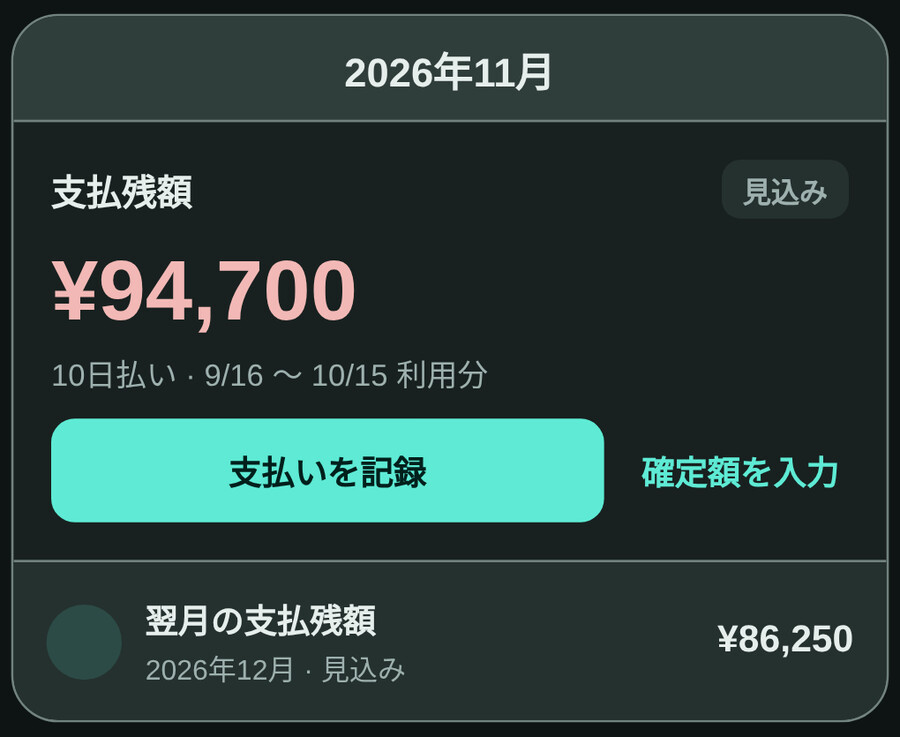 2026年11月
支払残額
見込み
¥94,700
10日払い · 9/16 〜 10/15 利用分
支払いを記録
確定額を入力
翌月の支払残額
2026年12月 · 見込み
¥86,250